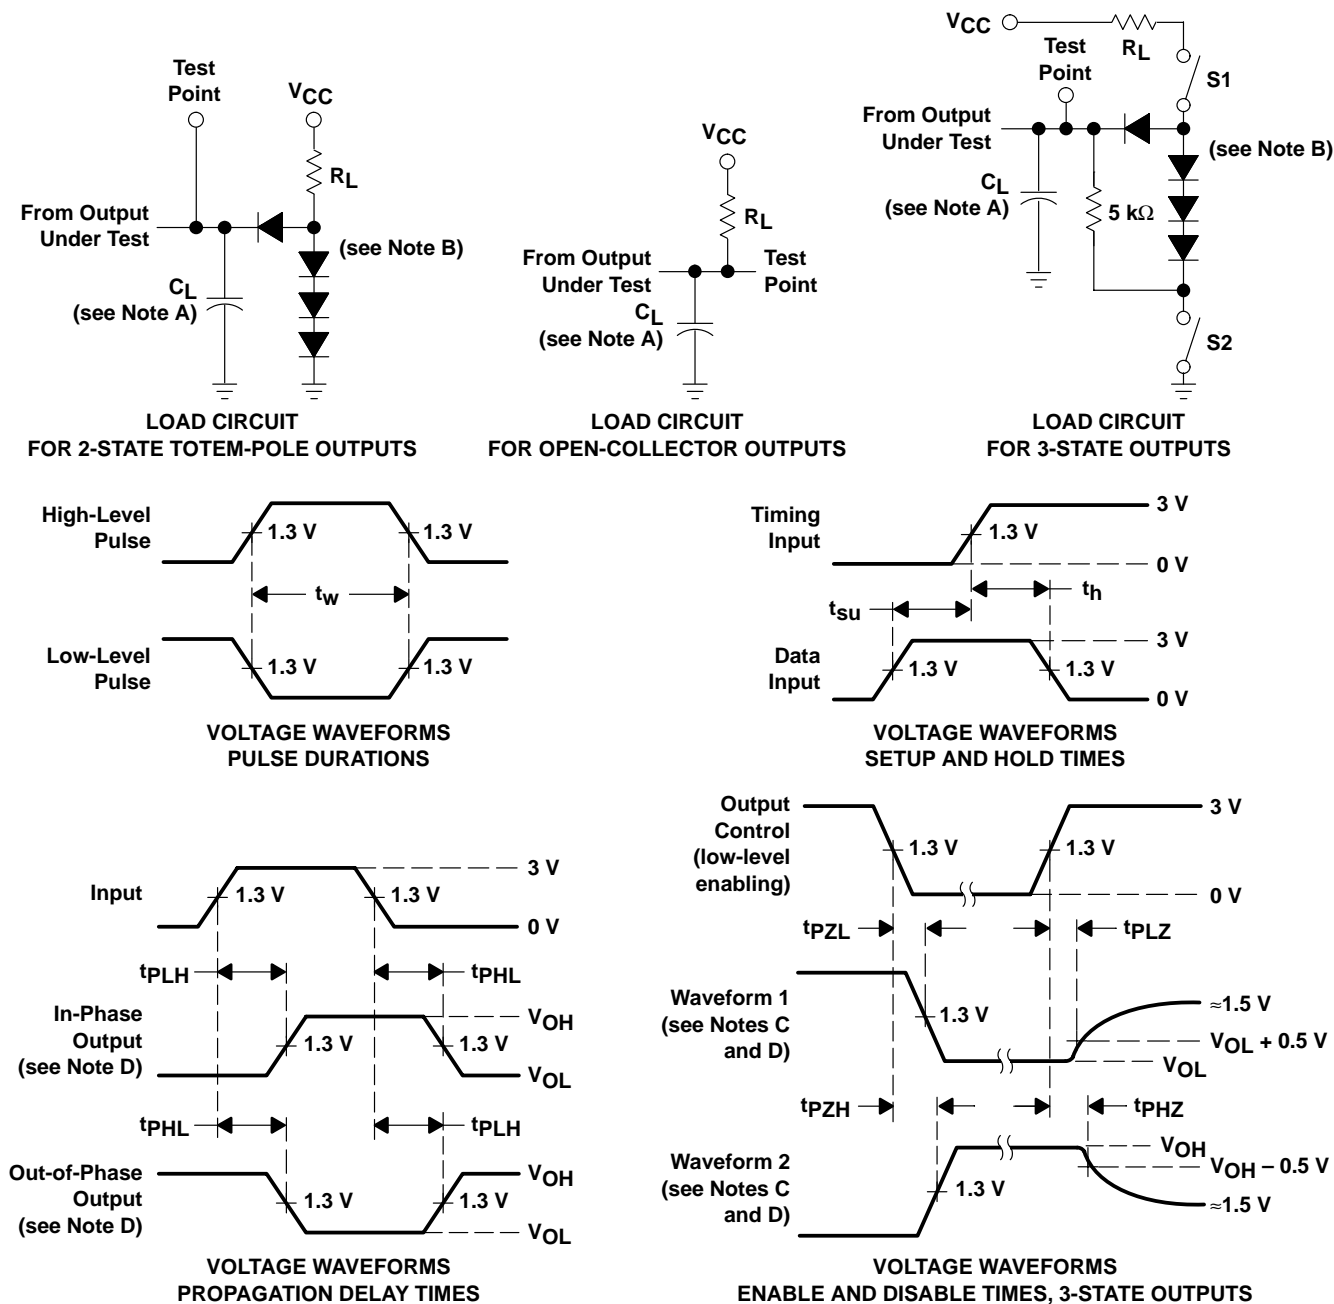 Test
Point
VCC
RL
From Output
Under Test
(see Note B)
CL
(see Note A)
LOAD CIRCUIT
FOR 2-STATE TOTEM-POLE OUTPUTS
VCC
RL
From Output
Under Test
Test
Point
CL
(see Note A)
LOAD CIRCUIT
FOR OPEN-COLLECTOR OUTPUTS
VCC
RL
Test
Point
S1
From Output
Under Test
(see Note B)
CL
(see Note A)
5 kΩ
S2
LOAD CIRCUIT
FOR 3-STATE OUTPUTS
High-Level
Pulse
1.3 V
1.3 V
tw
Low-Level
Pulse
1.3 V
1.3 V
VOLTAGE WAVEFORMS
PULSE DURATIONS
Timing
Input
3 V
1.3 V
0 V
th
tsu
Data
Input
3 V
1.3 V
1.3 V
0 V
VOLTAGE WAVEFORMS
SETUP AND HOLD TIMES
Input
3 V
1.3 V
1.3 V
0 V
tPLH
tPHL
In-Phase
Output
(see Note D)
VOH
1.3 V
1.3 V
VOL
tPHL
tPLH
Out-of-Phase
Output
(see Note D)
VOH
1.3 V
1.3 V
VOL
VOLTAGE WAVEFORMS
PROPAGATION DELAY TIMES
Output
Control
(low-level
enabling)
3 V
1.3 V
1.3 V
0 V
tPZL
tPLZ
Waveform 1
(see Notes C
and D)
1.3 V
≈1.5 V
VOL + 0.5 V
VOL
tPZH
tPHZ
Waveform 2
(see Notes C
and D)
1.3 V
VOH
VOH – 0.5 V
≈1.5 V
VOLTAGE WAVEFORMS
ENABLE AND DISABLE TIMES, 3-STATE OUTPUTS